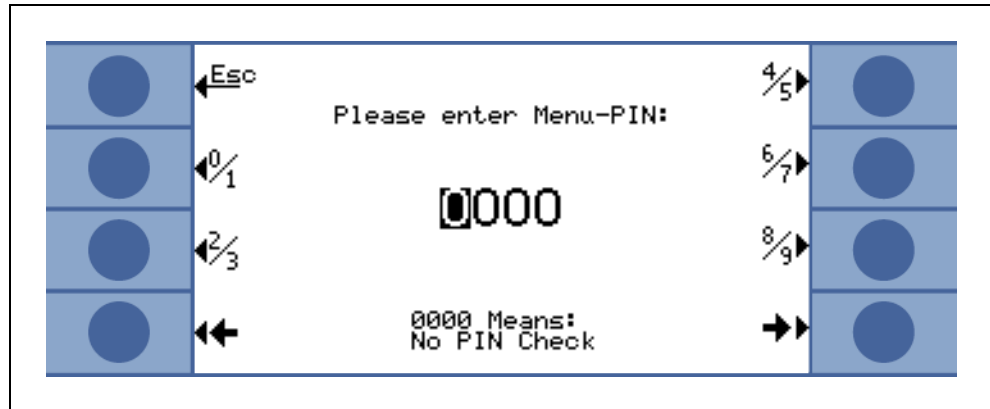 Esc
4/5
Please enter Menu-PIN:
0/1
6/7
0000
2/3
8/9
0000 Means:
No PIN Check